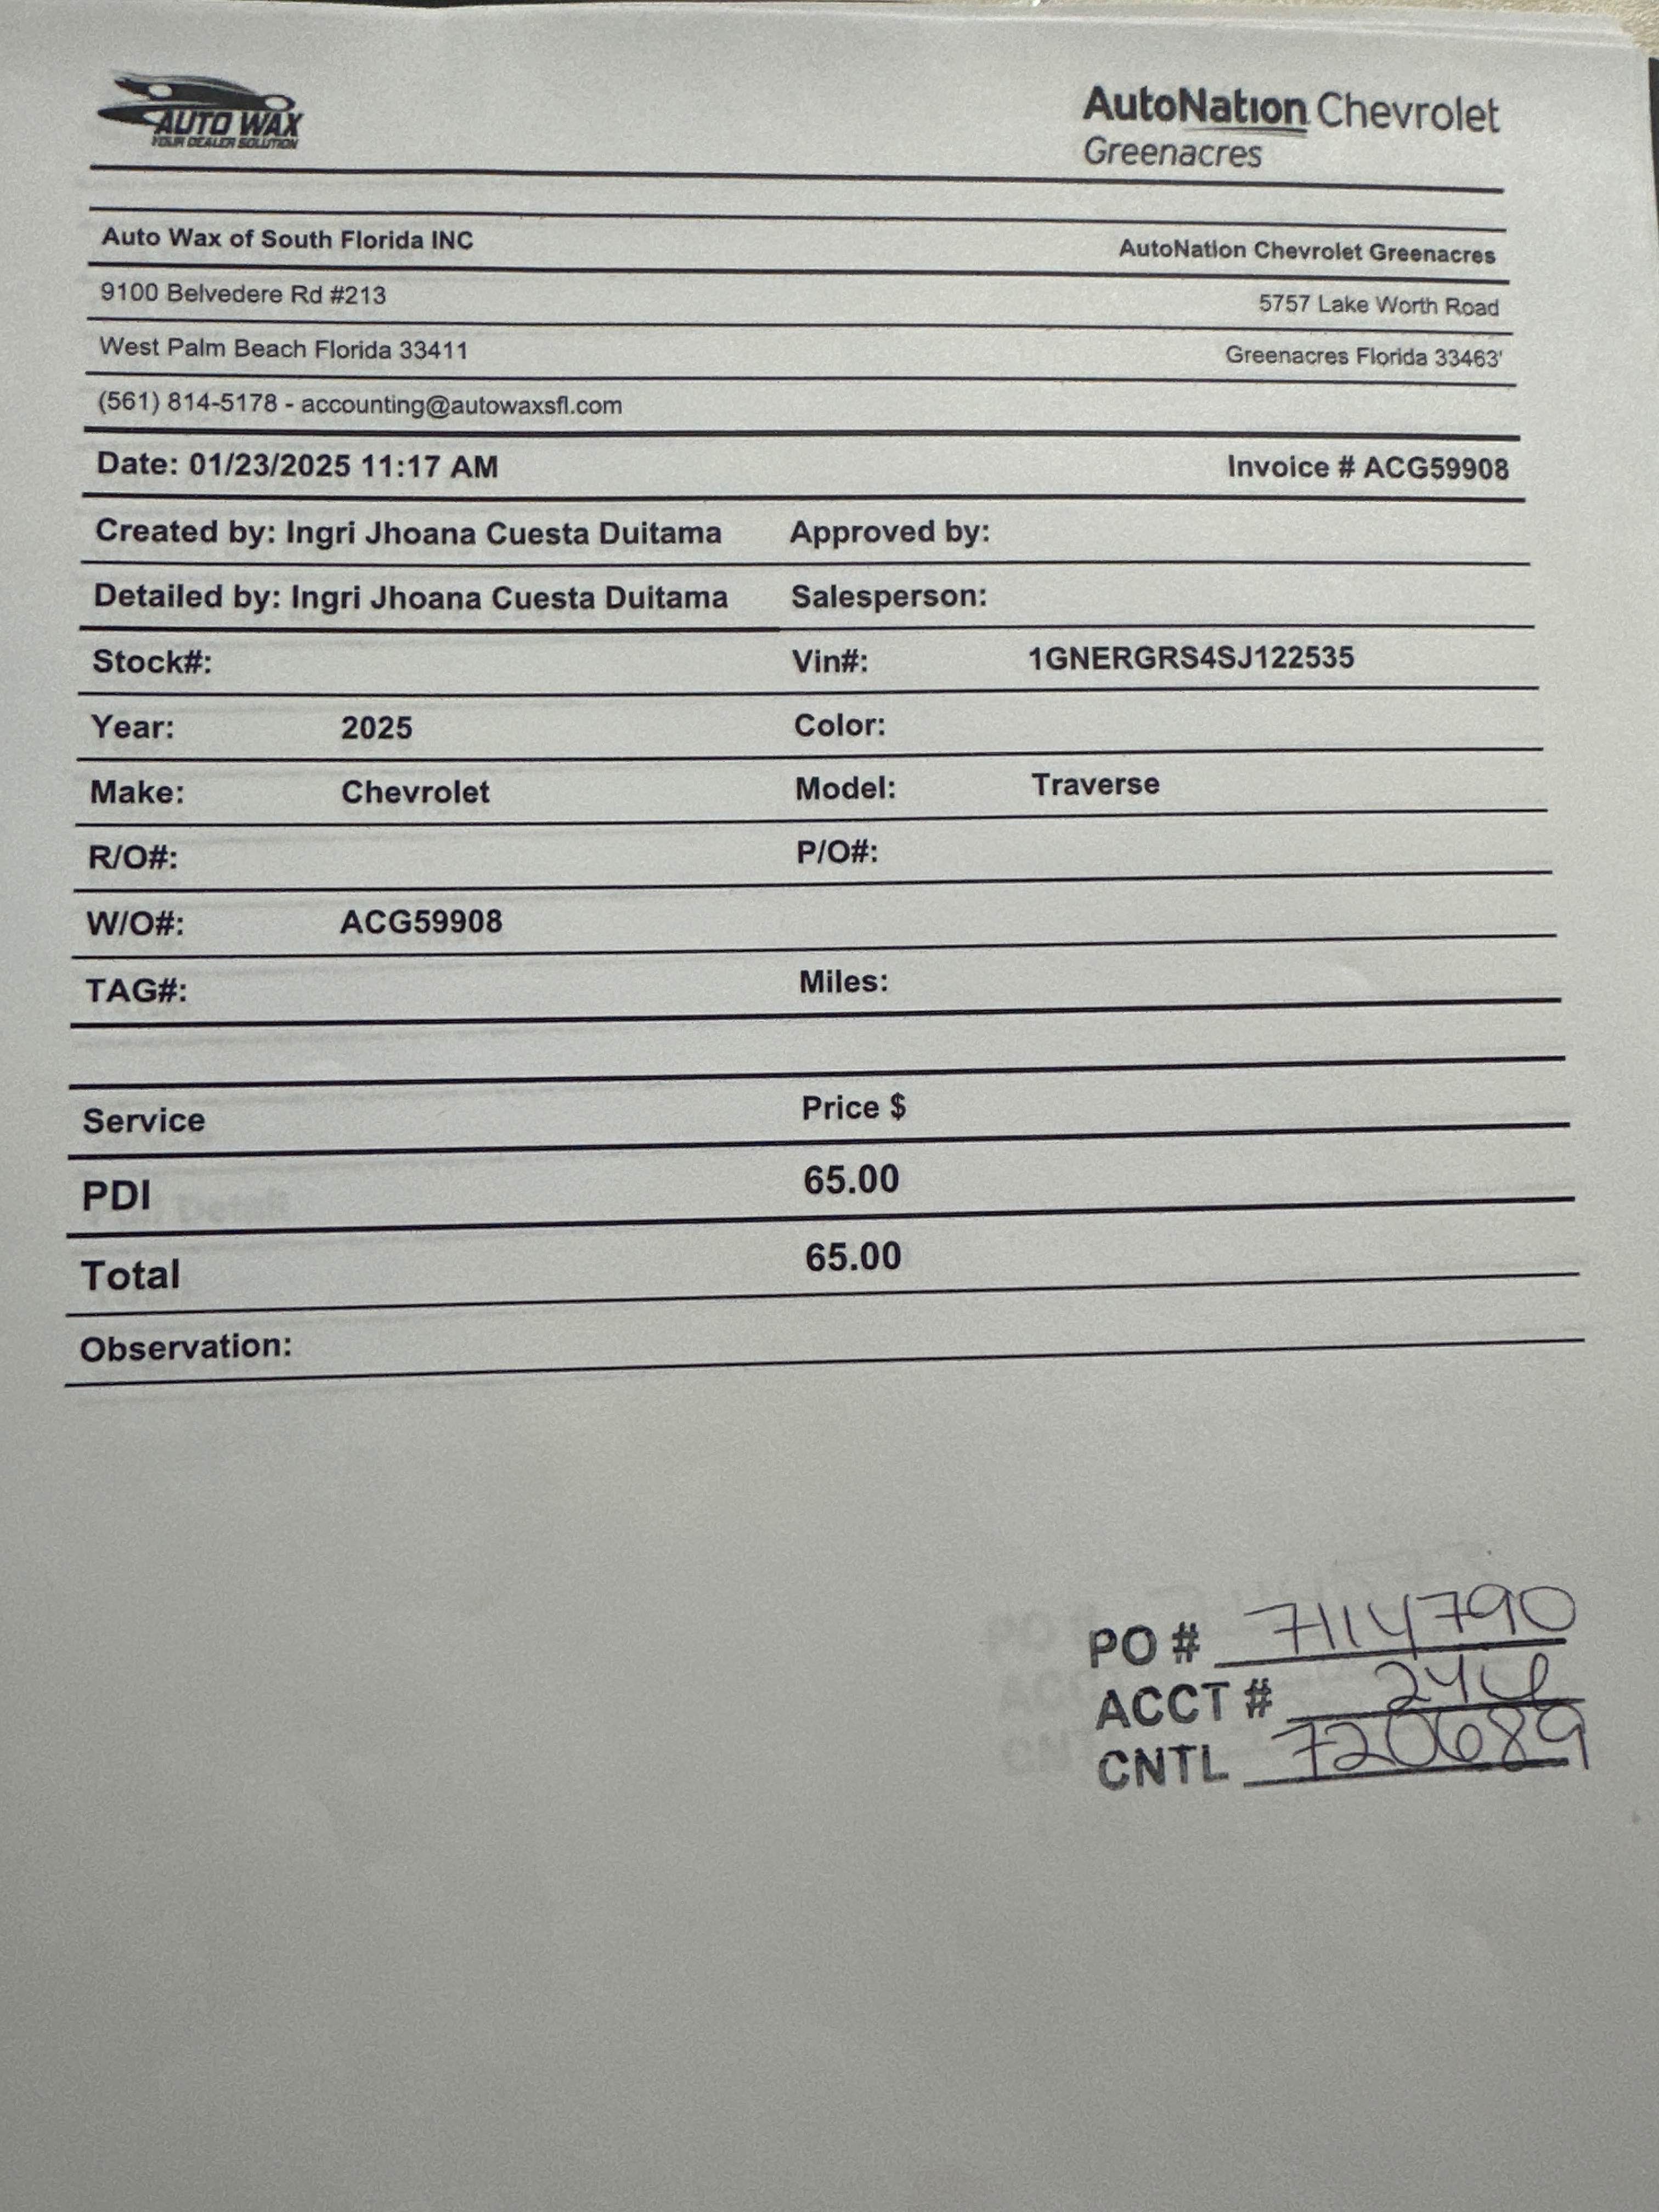 AUTO WAX
YOUR DEALER SOLUTION
AutoNation Chevrolet
Greenacres
Auto Wax of South Florida INC
AutoNation Chevrolet Greenacres
9100 Belvedere Rd #213
5757 Lake Worth Road
West Palm Beach Florida 33411
Greenacres Florida 33463'
(561) 814-5178 - accounting@autowaxsfl.com
Date: 01/23/2025 11:17 AM Invoice # ACG59908
Created by: Ingri Jhoana Cuesta Duitama Approved by:
Detailed by: Ingri Jhoana Cuesta Duitama Salesperson:
Stock#: Vin#: 1GNERGRS4SJ122535
Year: 2025 Color:
Make: Chevrolet Model: Traverse
R/O#: P/O#:
W/O#: ACG59908
TAG#: Miles:
Service Price $
PDI 65.00
Total 65.00
Observation:
PO # 7114790
ACCT #
CNTL 720689